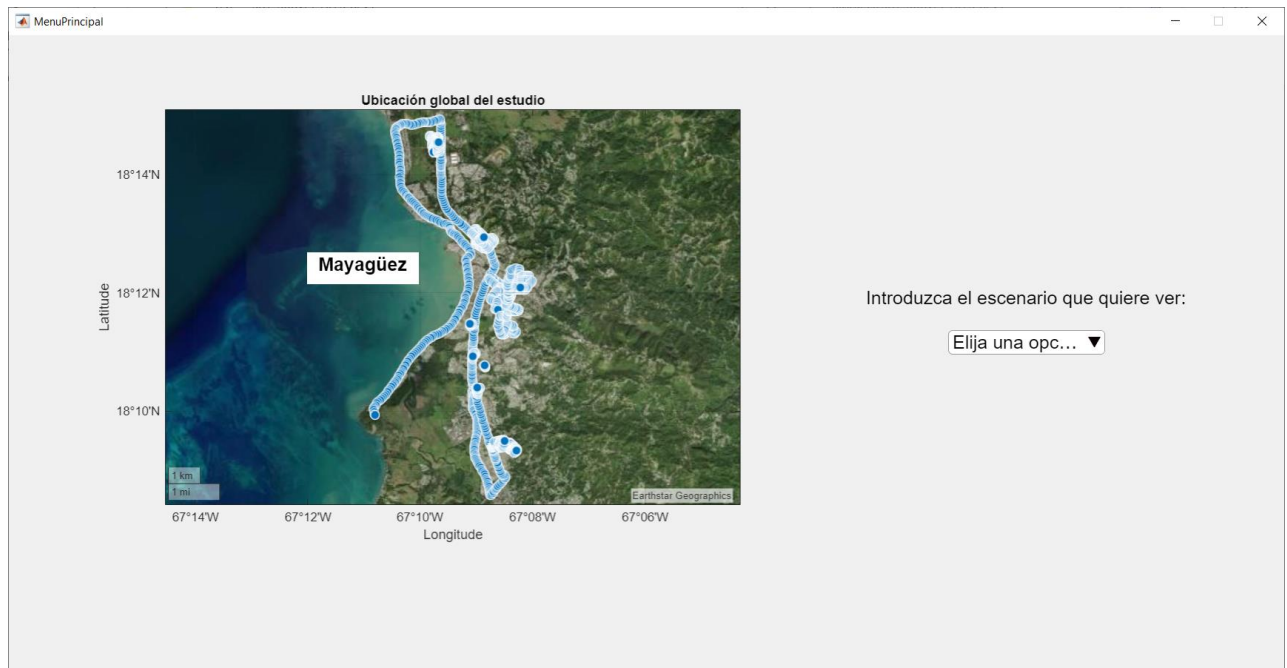 MenuPrincipal
Ubicación global del estudio
18°14'N
Mayagüez
18°12'N
Latitude
18°10'N
1 km
1 mi
Earthstar Geographics
67°14'W 67°12'W 67°10'W 67°08'W 67°06'W
Longitude
Introduzca el escenario que quiere ver:
Elija una opc... ▼